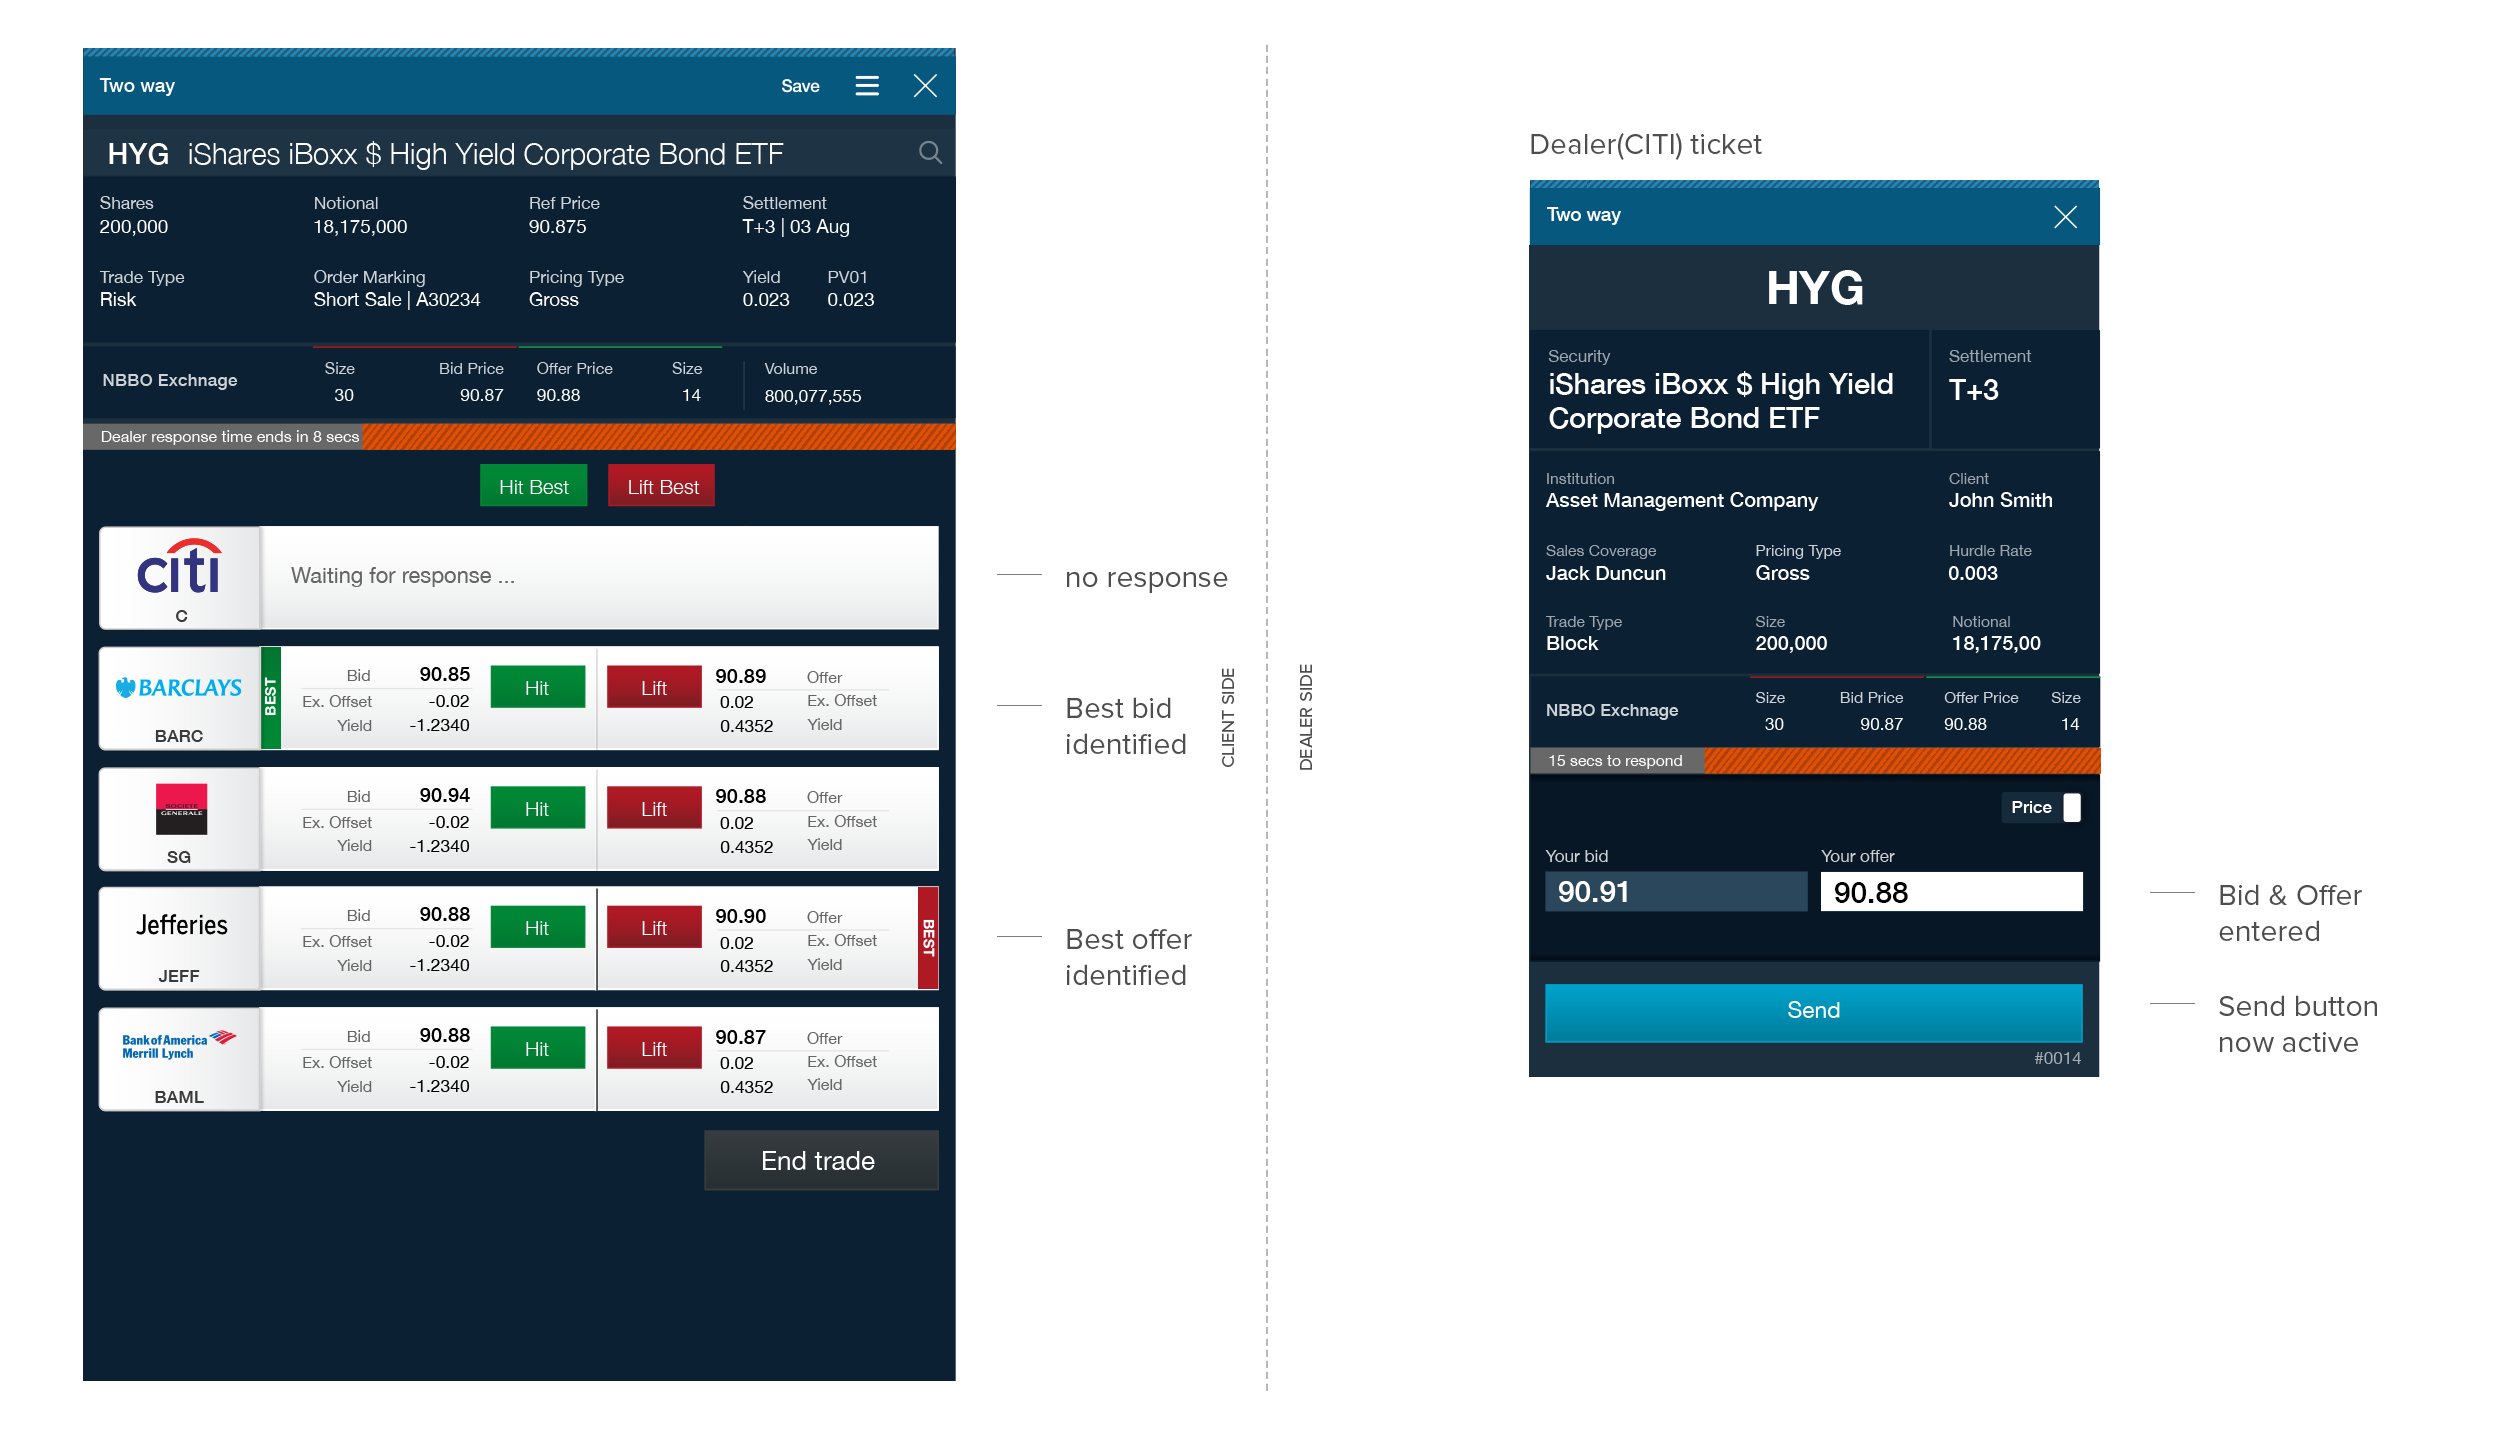 Two way
Save
HYG iShares iBoxx $ High Yield Corporate Bond ETF
Shares Notional Ref Price Settlement
200,000 18,175,000 90.875 T+3 | 03 Aug
Trade Type Order Marking Pricing Type Yield PV01
Risk Short Sale | A30234 Gross 0.023 0.023
NBBO Exchnage
Size Bid Price Offer Price Size Volume
30 90.87 90.88 14 800,077,555
Dealer response time ends in 8 secs
Hit Best Lift Best
citi
C
Waiting for response ...
BARCLAYS
BARC
BEST
Bid 90.85 Hit Lift 90.89 Offer
Ex. Offset -0.02 0.02 Ex. Offset
Yield -1.2340 0.4352 Yield
SOCIETE
GENERALE
SG
Bid 90.94 Hit Lift 90.88 Offer
Ex. Offset -0.02 0.02 Ex. Offset
Yield -1.2340 0.4352 Yield
Jefferies
JEFF
Bid 90.88 Hit Lift 90.90 Offer
Ex. Offset -0.02 0.02 Ex. Offset
Yield -1.2340 0.4352 Yield
BEST
Bank of America
Merrill Lynch
BAML
Bid 90.88 Hit Lift 90.87 Offer
Ex. Offset -0.02 0.02 Ex. Offset
Yield -1.2340 0.4352 Yield
End trade
no response
Best bid
identified
Best offer
identified
CLIENT SIDE
DEALER SIDE
Dealer(CITI) ticket
Two way
HYG
Security Settlement
iShares iBoxx $ High Yield T+3
Corporate Bond ETF
Institution Client
Asset Management Company John Smith
Sales Coverage Pricing Type Hurdle Rate
Jack Duncun Gross 0.003
Trade Type Size Notional
Block 200,000 18,175,00
NBBO Exchnage
Size Bid Price Offer Price Size
30 90.87 90.88 14
15 secs to respond
Price
Your bid Your offer
90.91 90.88
Send
#0014
Bid & Offer
entered
Send button
now active